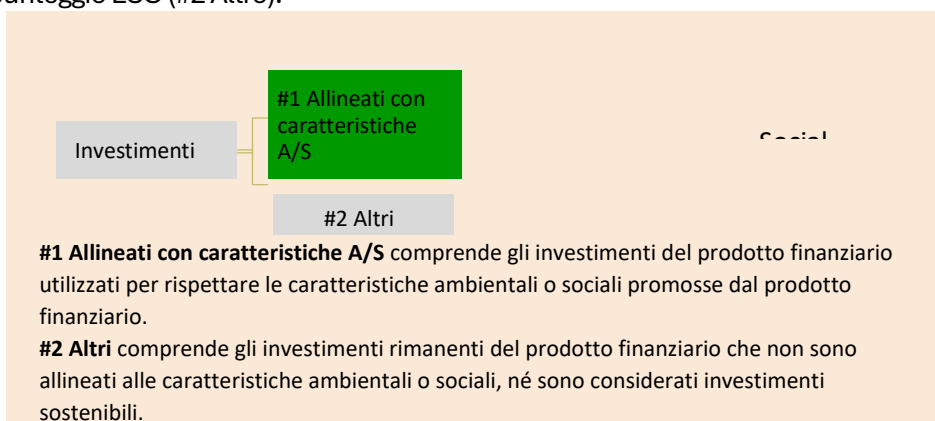 #1 Allineati con
caratteristiche
A/S
Investimenti
#2 Altri
#1 Allineati con caratteristiche A/S comprende gli investimenti del prodotto finanziario
utilizzati per rispettare le caratteristiche ambientali o sociali promosse dal prodotto
finanziario.
#2 Altri comprende gli investimenti rimanenti del prodotto finanziario che non sono
allineati alle caratteristiche ambientali o sociali, né sono considerati investimenti
sostenibili.